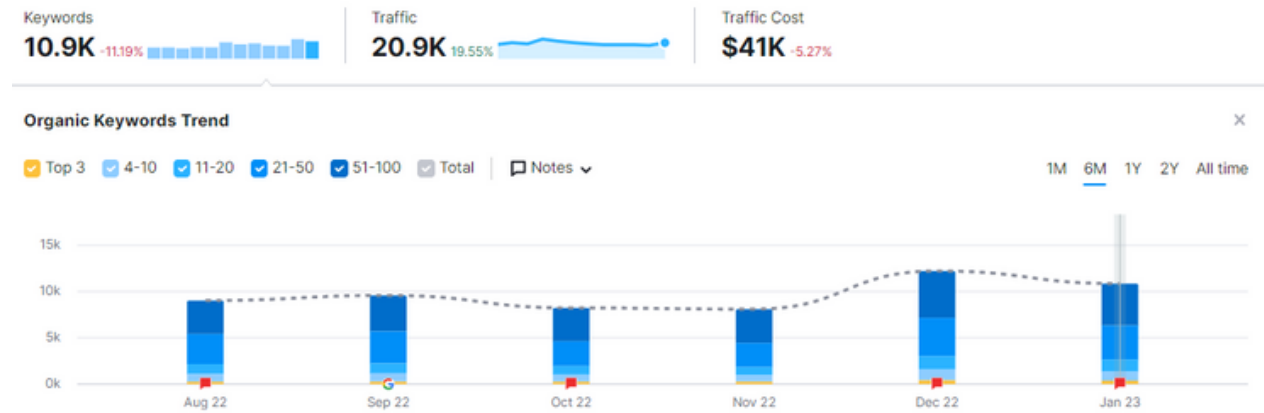 Keywords Traffic Traffic Cost
10.9K -11.19% 20.9K 19.55% $41K -5.27%
Organic Keywords Trend
Top 3 4-10 11-20 21-50 51-100 Total Notes 1M 6M 1Y 2Y All time
15k
10k
5k
0k
Aug 22 Sep 22 Oct 22 Nov 22 Dec 22 Jan 23